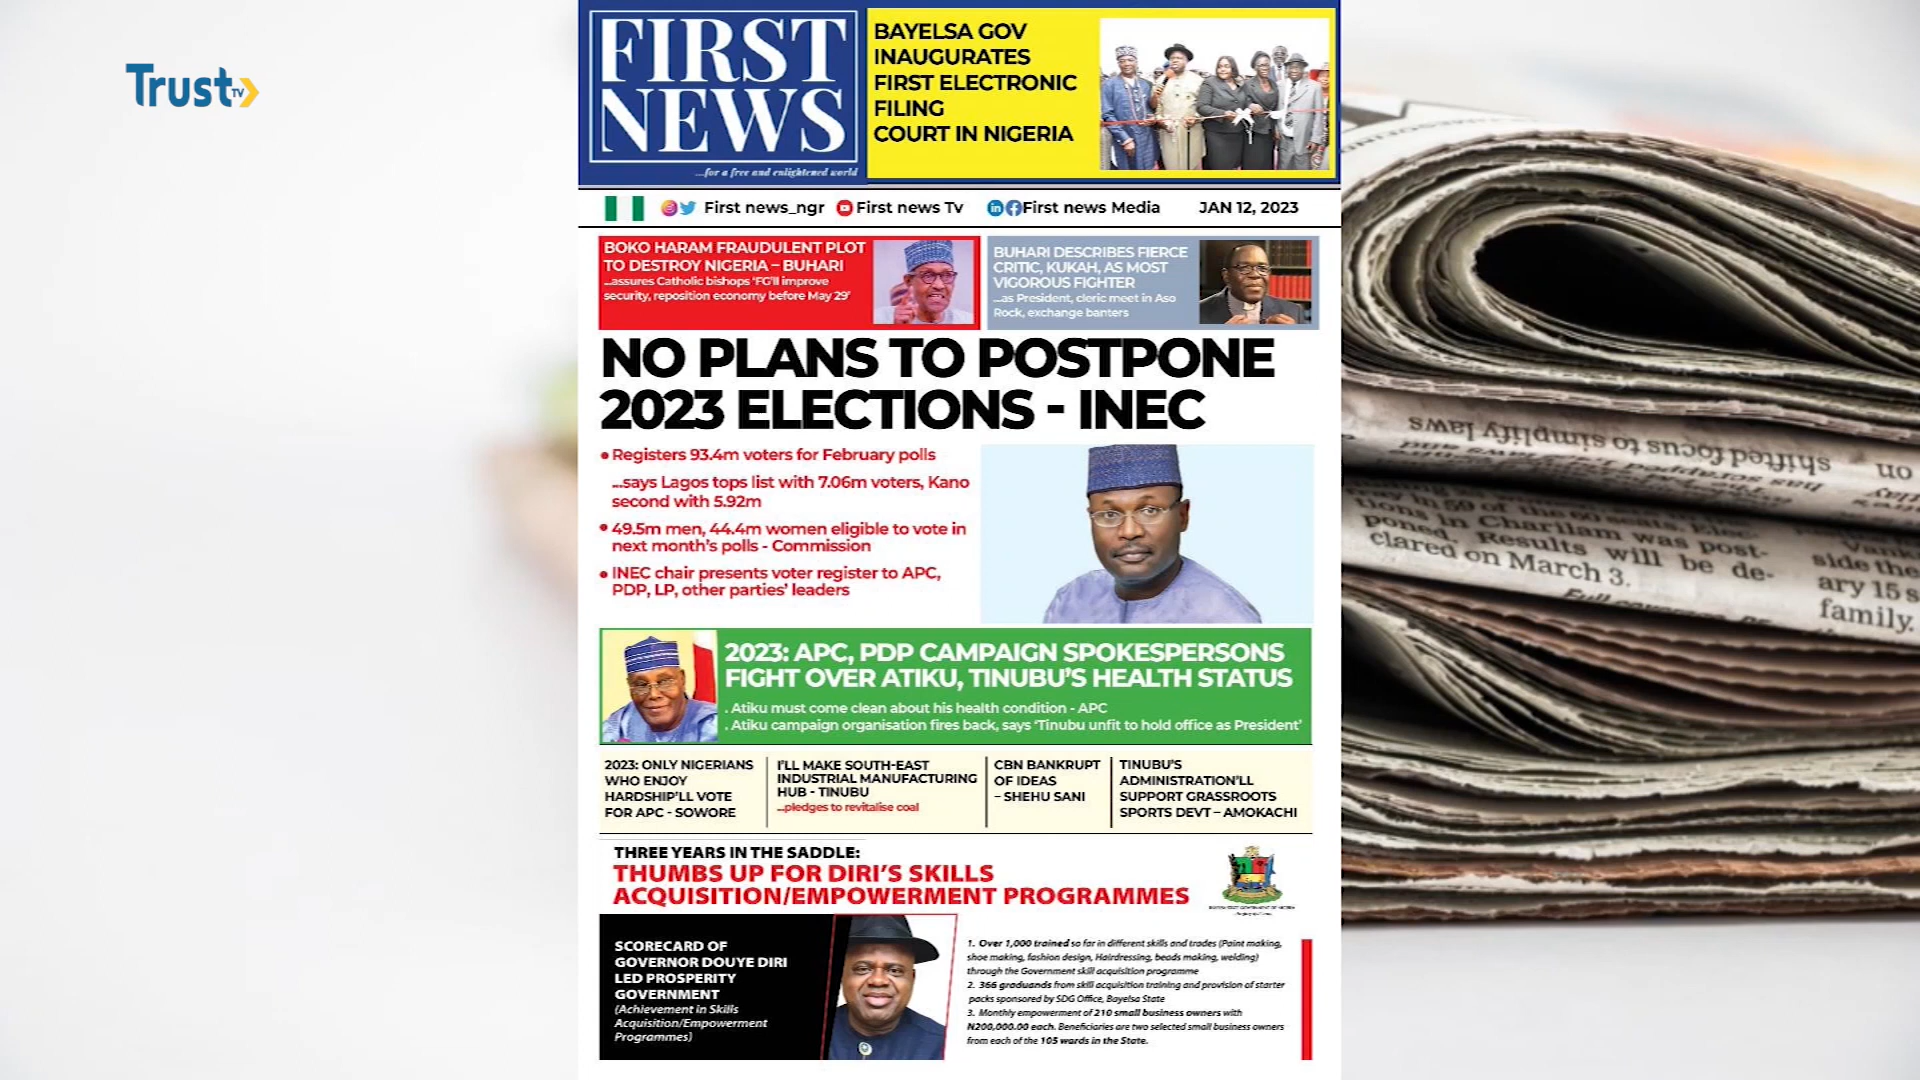 Trust TV
FIRST
NEWS
...for a free and enlightened world
BAYELSA GOV
INAUGURATES
FIRST ELECTRONIC
FILING
COURT IN NIGERIA
First news_ngr First news Tv First news Media JAN 12, 2023
BOKO HARAM FRAUDULENT PLOT
TO DESTROY NIGERIA – BUHARI
...assures Catholic bishops 'FG'll improve
security, reposition economy before May 29'
BUHARI DESCRIBES FIERCE
CRITIC, KUKAH, AS MOST
VIGOROUS FIGHTER
...as President, cleric meet in Aso
Rock, exchange banters
NO PLANS TO POSTPONE
2023 ELECTIONS - INEC
• Registers 93.4m voters for February polls
...says Lagos tops list with 7.06m voters, Kano
second with 5.92m
• 49.5m men, 44.4m women eligible to vote in
next month's polls - Commission
• INEC chair presents voter register to APC,
PDP, LP, other parties' leaders
2023: APC, PDP CAMPAIGN SPOKESPERSONS
FIGHT OVER ATIKU, TINUBU'S HEALTH STATUS
. Atiku must come clean about his health condition - APC
. Atiku campaign organisation fires back, says 'Tinubu unfit to hold office as President'
2023: ONLY NIGERIANS
WHO ENJOY
HARDSHIP'LL VOTE
FOR APC - SOWORE
I'LL MAKE SOUTH-EAST
INDUSTRIAL MANUFACTURING
HUB - TINUBU
...pledges to revitalise coal
CBN BANKRUPT
OF IDEAS
– SHEHU SANI
TINUBU'S
ADMINISTRATION'LL
SUPPORT GRASSROOTS
SPORTS DEVT – AMOKACHI
THREE YEARS IN THE SADDLE:
THUMBS UP FOR DIRI'S SKILLS
ACQUISITION/EMPOWERMENT PROGRAMMES
SCORECARD OF
GOVERNOR DOUYE DIRI
LED PROSPERITY
GOVERNMENT
(Achievement in Skills
Acquisition/Empowerment
Programmes)
1. Over 1,000 trained so far in different skills and trades (Paint making,
shoe making, fashion design, Hairdressing, beads making, welding)
through the Government skill acquisition programme
2. 366 graduands from skill acquisition training and provision of starter
packs sponsored by SDG Office, Bayelsa State
3. Monthly empowerment of 210 small business owners with
N200,000.00 each. Beneficiaries are two selected small business owners
from each of the 105 wards in the State.
shifted focus to simplify laws
on
tions in Charilam was post-
poned. Results will be de-
clared on March 3.
side the
ary 15 s
family.